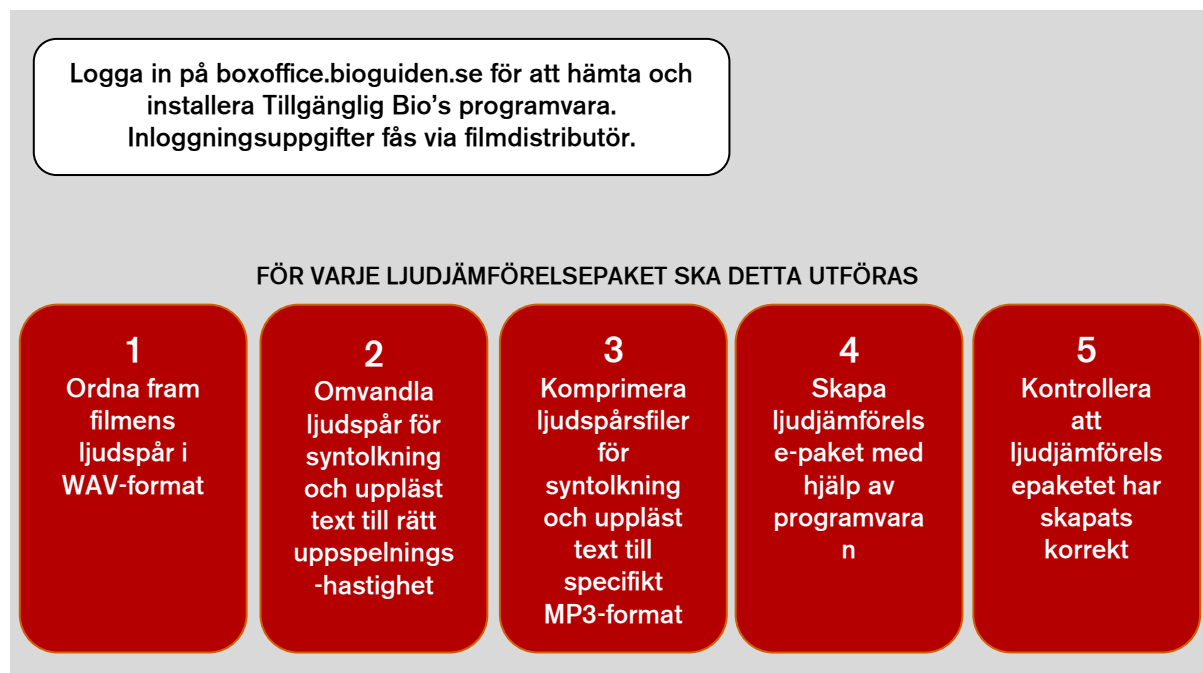 Logga in på boxoffice.bioguiden.se för att hämta och
installera Tillgänglig Bio’s programvara.
Inloggningsuppgifter fås via filmdistributör.
FÖR VARJE LJUDJÄMFÖRELSEPAKET SKA DETTA UTFÖRAS
1
Ordna fram
filmens
ljudspår i
WAV-format
2
Omvandla
ljudspår för
syntolkning
och uppläst
text till rätt
uppspelnings
-hastighet
3
Komprimera
ljudspårsfiler
för
syntolkning
och uppläst
text till
specifikt
MP3-format
4
Skapa
ljudjämförels
e-paket med
hjälp av
programvara
n
5
Kontrollera
att
ljudjämförels
epaketet har
skapats
korrekt